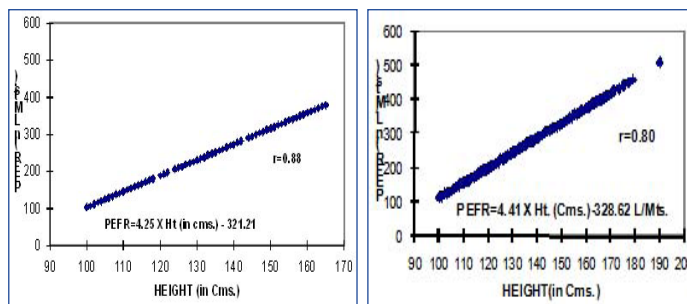 600
500
400
300
200
100
0
r=0.88
PEFR=4.25 X Ht (in cms.) - 321.21
100 110 120 130 140 150 160 170
HEIGHT (in Cms.)
600
500
400
300
200
100
0
r=0.80
PEFR=4.41 X Ht. (Cms.)-328.62 L/Mts.
90 100 110 120 130 140 150 160 170 180 190 20
HEIGHT(in Cms.)